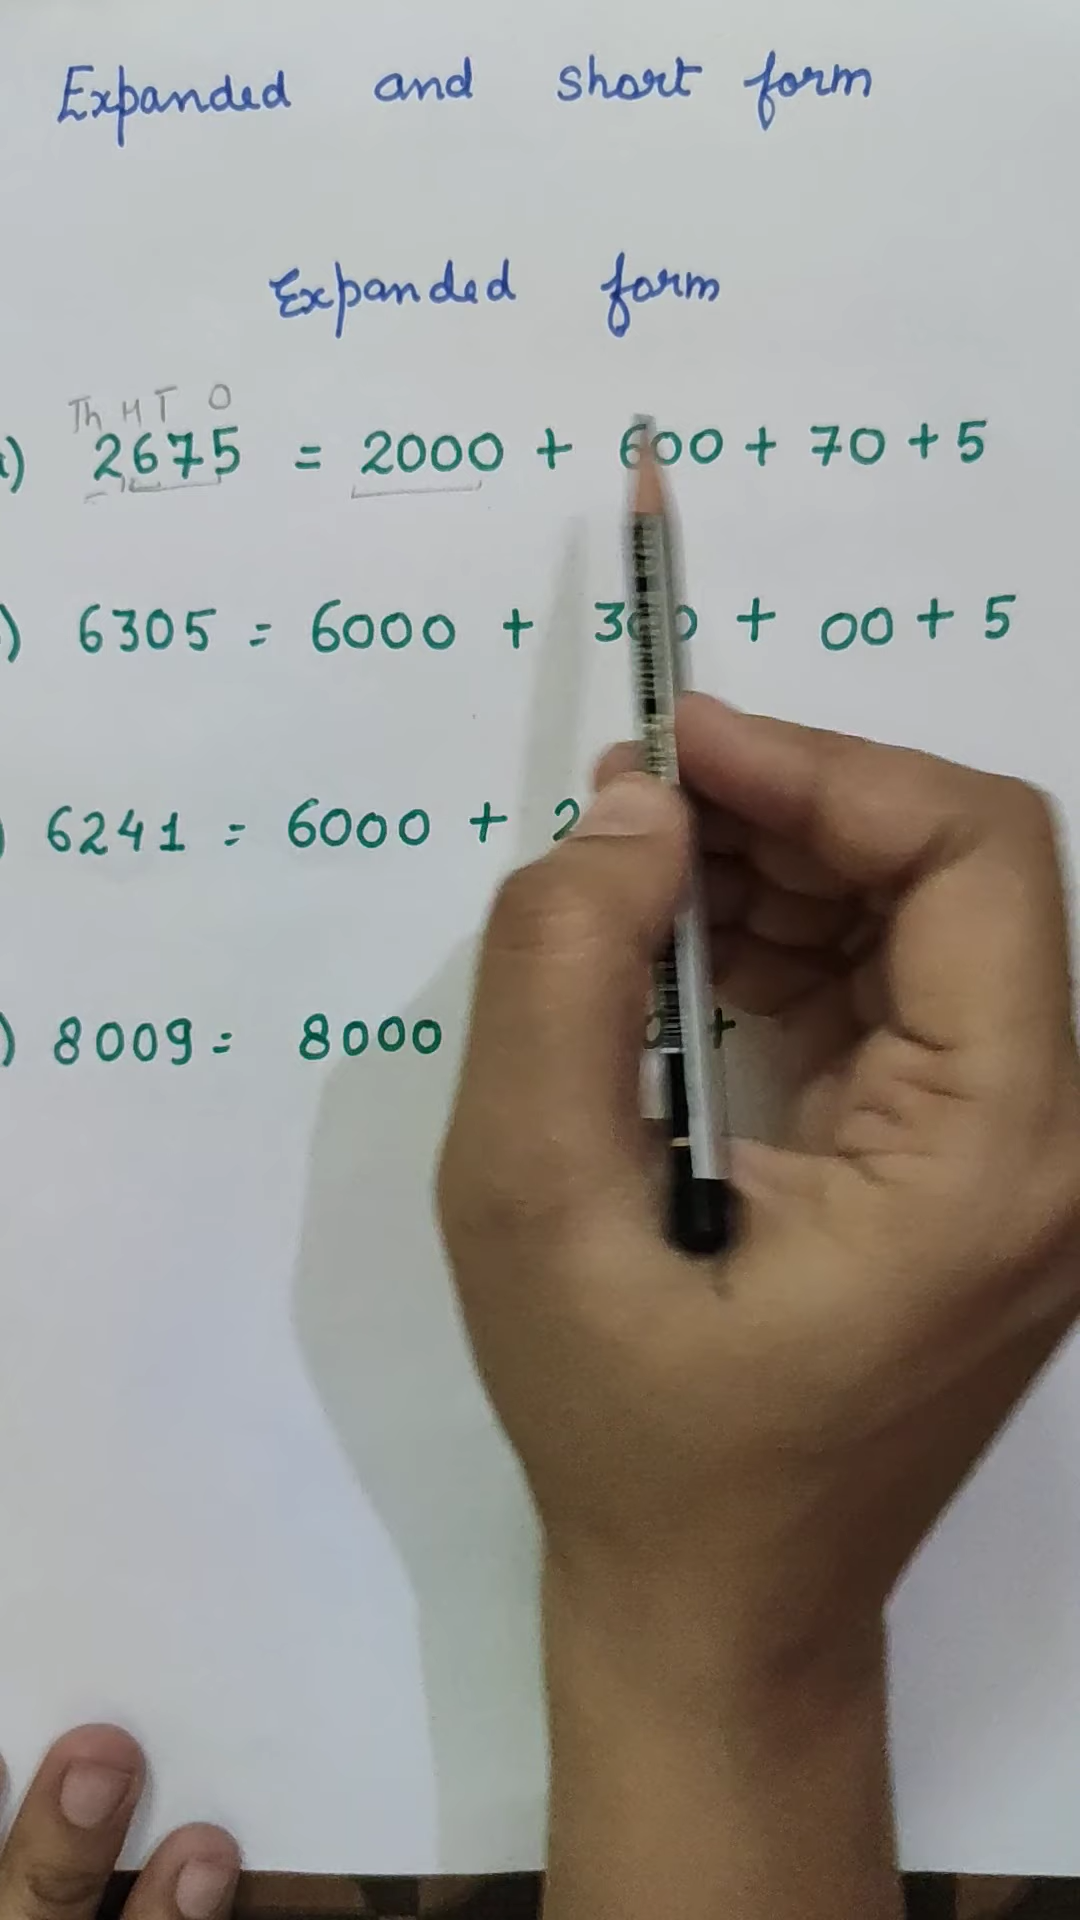 Expanded and short form
Expanded form
Th H T O
) 2675 = 2000 + 600 + 70 + 5
) 6305 = 6000 + 300 + 00 + 5
) 6241 = 6000 + 2
) 8009 = 8000 +